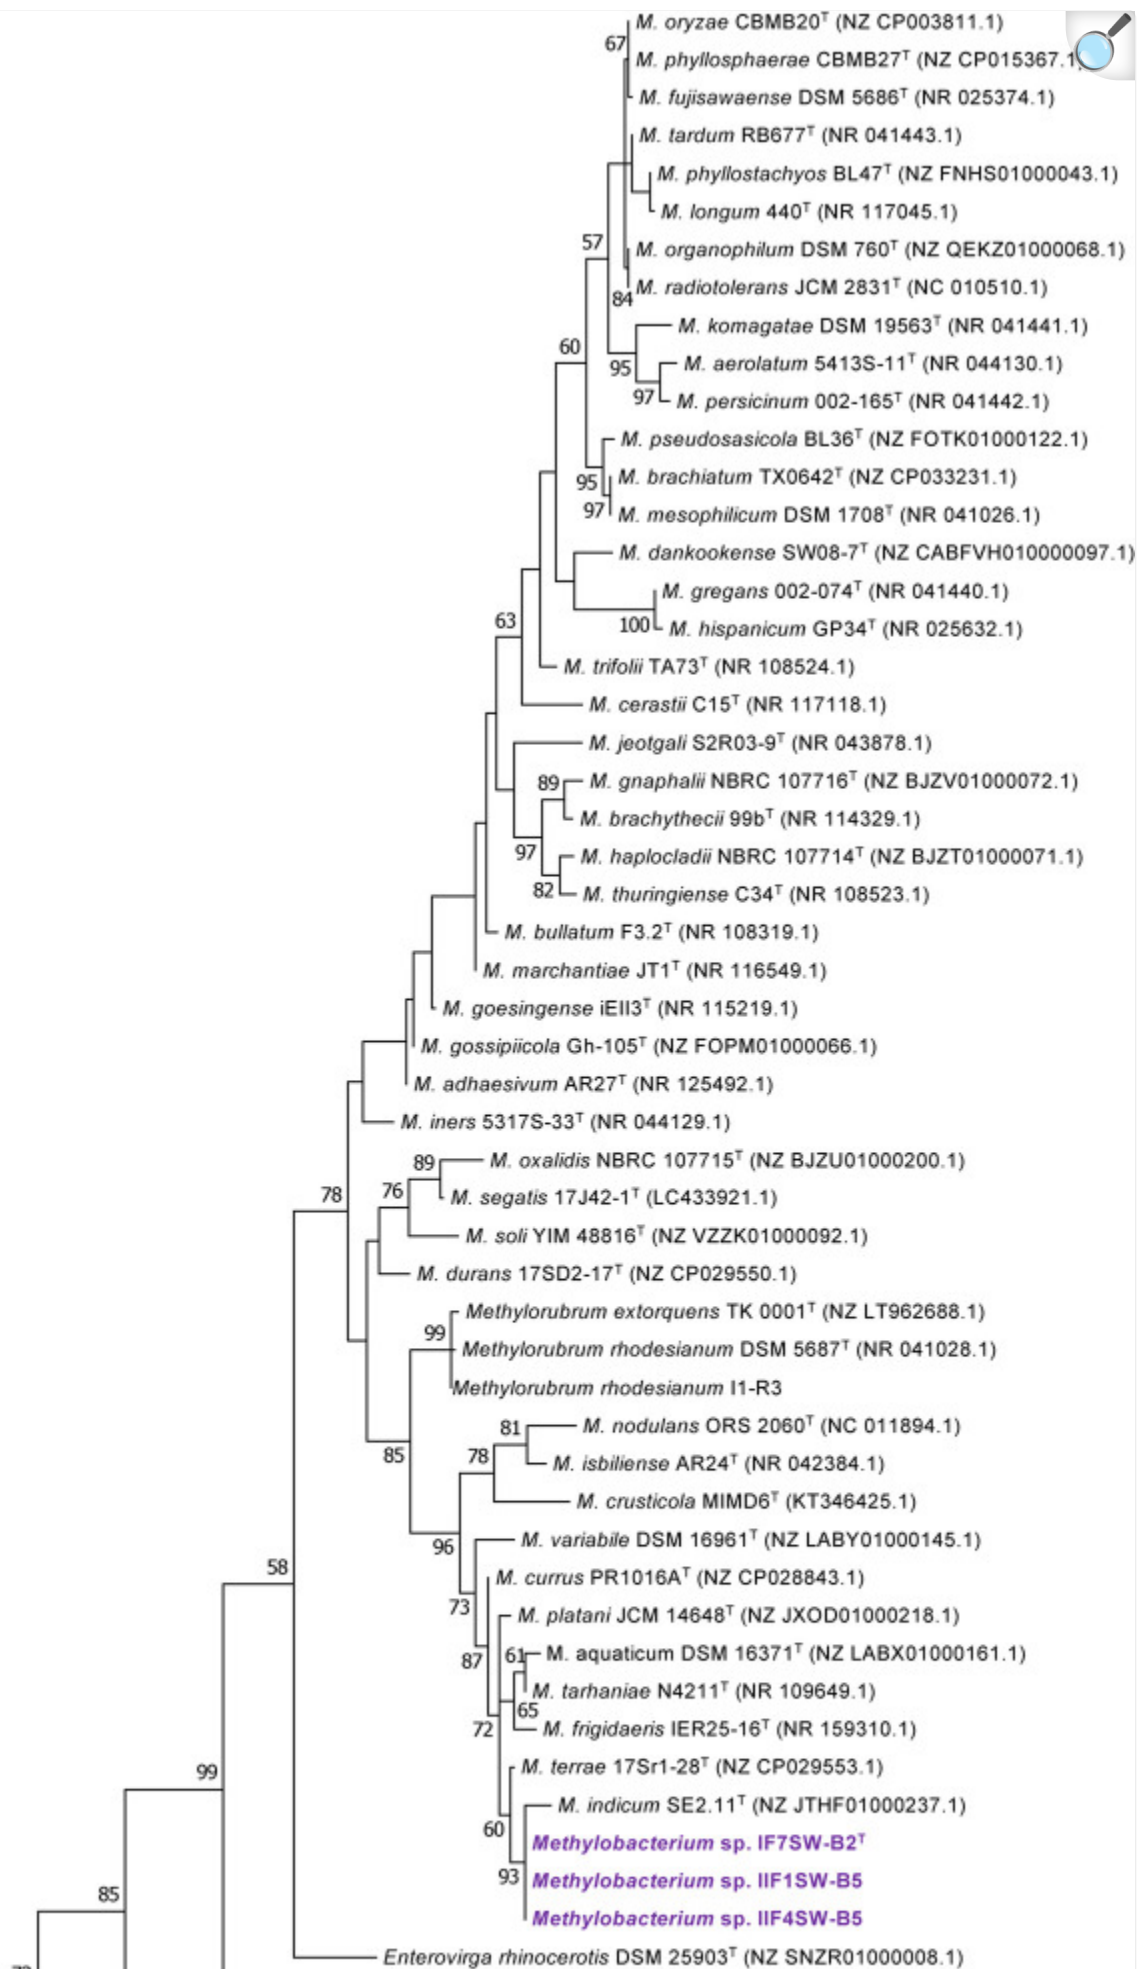 M. oryzae CBMB20T (NZ CP003811.1)
67
M. phyllosphaerae CBMB27T (NZ CP015367.1)
M. fujisawaense DSM 5686T (NR 025374.1)
M. tardum RB677T (NR 041443.1)
M. phyllostachyos BL47T (NZ FNHS01000043.1)
M. longum 440T (NR 117045.1)
57
M. organophilum DSM 760T (NZ QEKZ01000068.1)
M. radiotolerans JCM 2831T (NC 010510.1)
84
M. komagatae DSM 19563T (NR 041441.1)
60
95
M. aerolatum 5413S-11T (NR 044130.1)
97
M. persicinum 002-165T (NR 041442.1)
M. pseudosasicola BL36T (NZ FOTK01000122.1)
95
M. brachiatum TX0642T (NZ CP033231.1)
97
M. mesophilicum DSM 1708T (NR 041026.1)
M. dankookense SW08-7T (NZ CABFVH010000097.1)
M. gregans 002-074T (NR 041440.1)
63
100
M. hispanicum GP34T (NR 025632.1)
M. trifolii TA73T (NR 108524.1)
M. cerastii C15T (NR 117118.1)
M. jeotgali S2R03-9T (NR 043878.1)
89
M. gnaphalii NBRC 107716T (NZ BJZV01000072.1)
M. brachythecii 99bT (NR 114329.1)
97
M. haplocladii NBRC 107714T (NZ BJZT01000071.1)
82
M. thuringiense C34T (NR 108523.1)
M. bullatum F3.2T (NR 108319.1)
M. marchantiae JT1T (NR 116549.1)
M. goesingense iEII3T (NR 115219.1)
M. gossipiicola Gh-105T (NZ FOPM01000066.1)
M. adhaesivum AR27T (NR 125492.1)
M. iners 5317S-33T (NR 044129.1)
89
M. oxalidis NBRC 107715T (NZ BJZU01000200.1)
78
76
M. segatis 17J42-1T (LC433921.1)
M. soli YIM 48816T (NZ VZZK01000092.1)
M. durans 17SD2-17T (NZ CP029550.1)
Methylorubrum extorquens TK 0001T (NZ LT962688.1)
99
Methylorubrum rhodesianum DSM 5687T (NR 041028.1)
Methylorubrum rhodesianum I1-R3
81
M. nodulans ORS 2060T (NC 011894.1)
85
78
M. isbiliense AR24T (NR 042384.1)
M. crusticola MIMD6T (KT346425.1)
96
M. variabile DSM 16961T (NZ LABY01000145.1)
58
M. currus PR1016AT (NZ CP028843.1)
73
M. platani JCM 14648T (NZ JXOD01000218.1)
87
61
M. aquaticum DSM 16371T (NZ LABX01000161.1)
M. tarhaniae N4211T (NR 109649.1)
65
72
M. frigidaeris IER25-16T (NR 159310.1)
99
M. terrae 17Sr1-28T (NZ CP029553.1)
M. indicum SE2.11T (NZ JTHF01000237.1)
60
Methylobacterium sp. IF7SW-B2T
93
Methylobacterium sp. IIF1SW-B5
85
Methylobacterium sp. IIF4SW-B5
Enterovirga rhinocerotis DSM 25903T (NZ SNZR01000008.1)